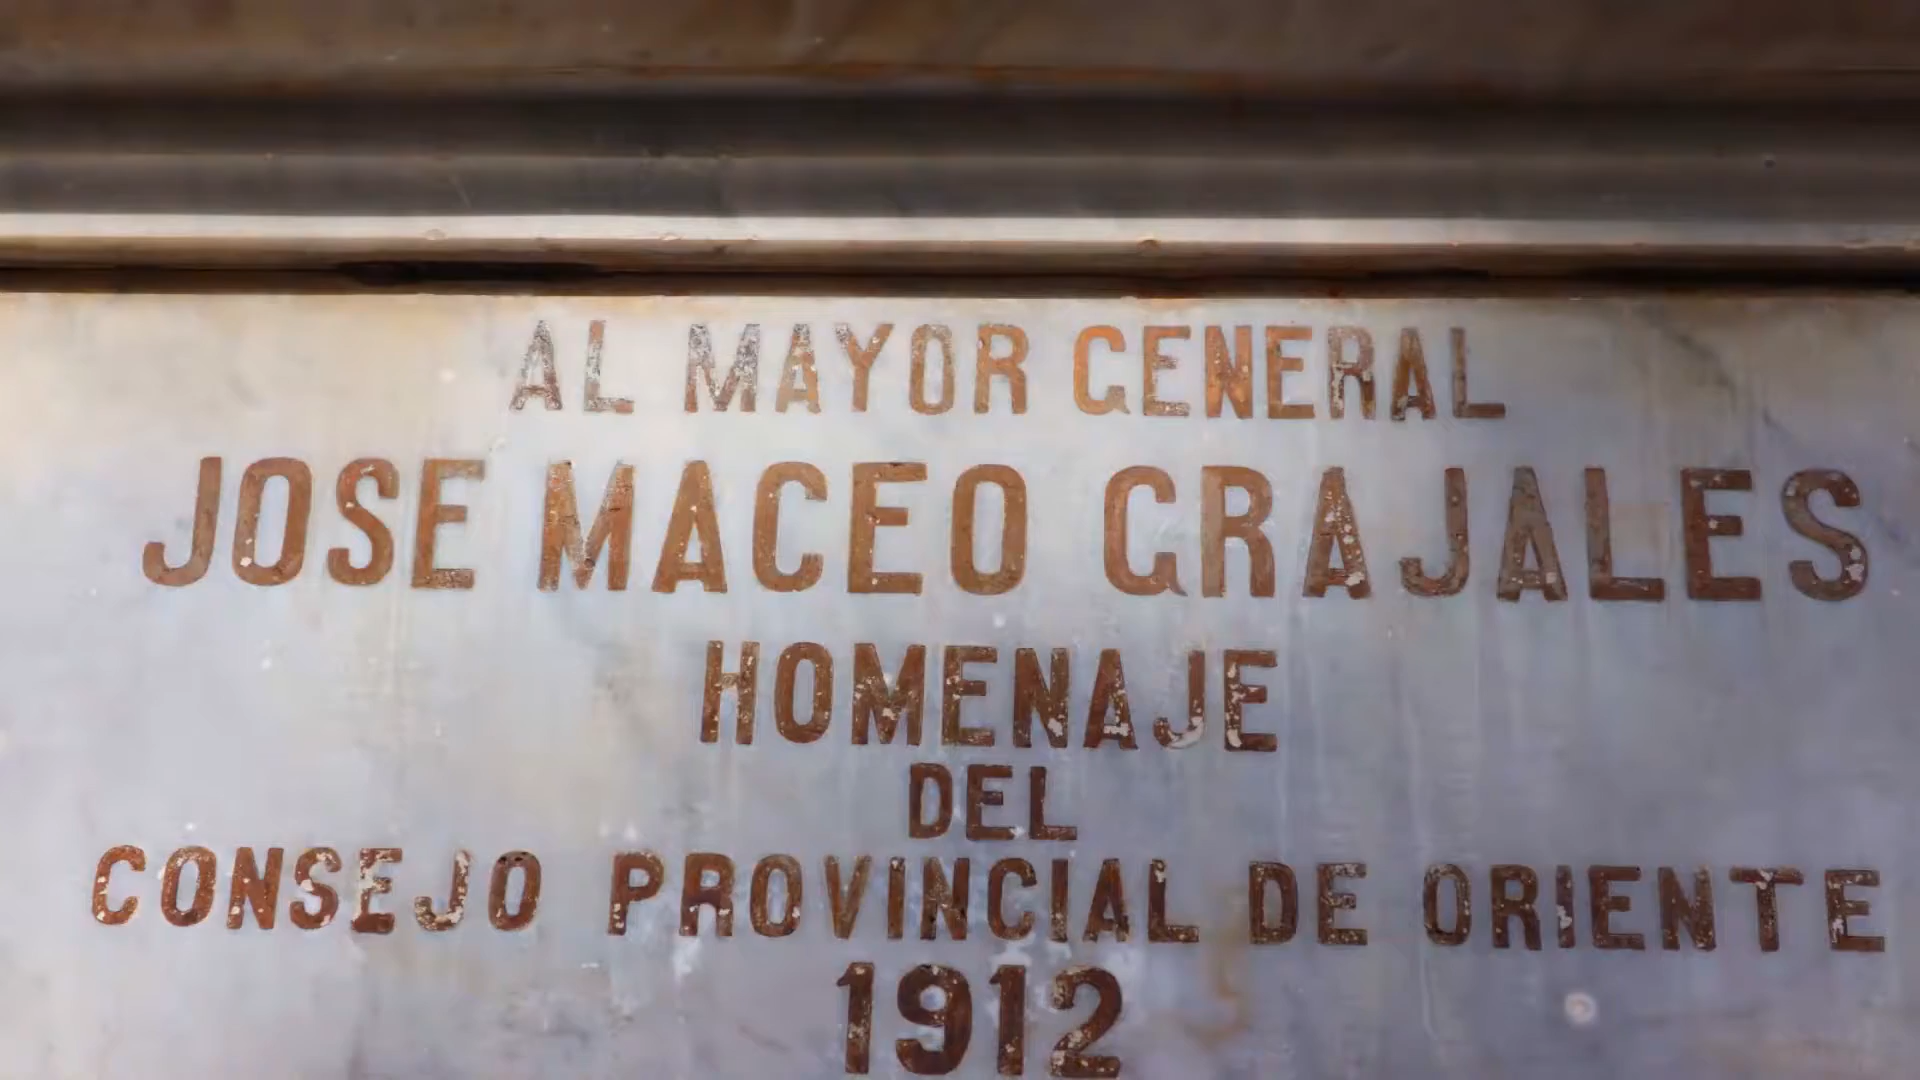 AL MAYOR GENERAL
JOSE MACEO GRAJALES
HOMENAJE
DEL
CONSEJO PROVINCIAL DE ORIENTE
1912